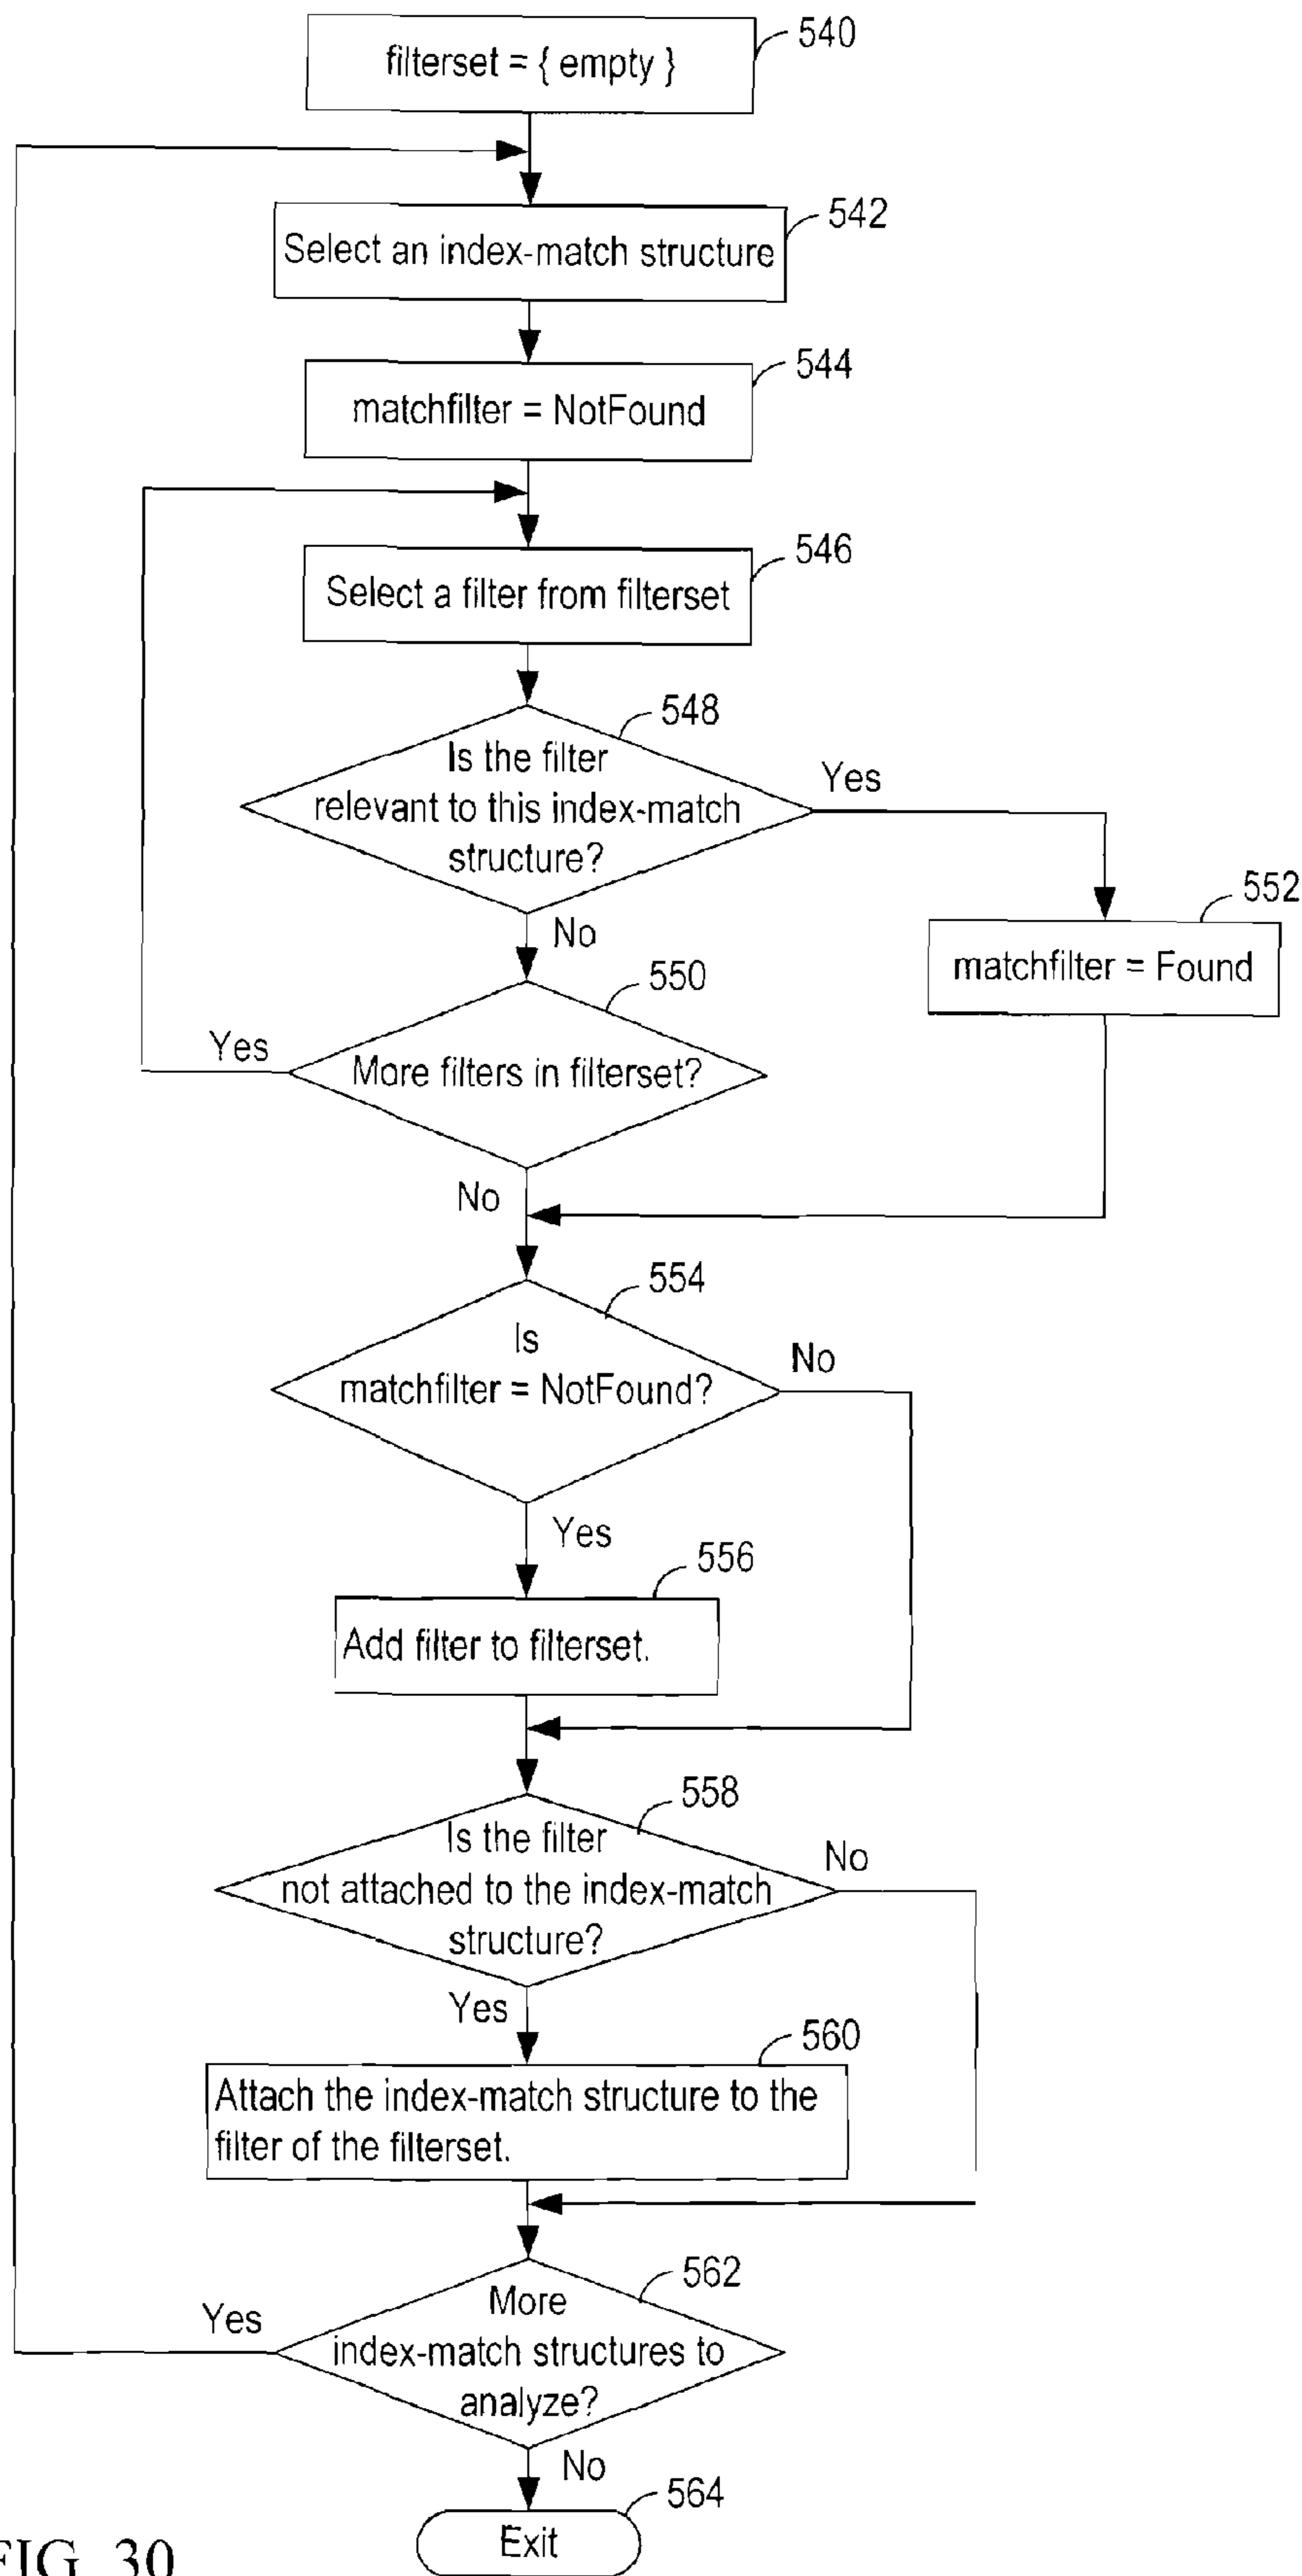 540
filterset = { empty }
542
Select an index-match structure
544
matchfilter = NotFound
546
Select a filter from filterset
548
Is the filter
relevant to this index-match
structure?
Yes
No
552
matchfilter = Found
550
More filters in filterset?
Yes
No
554
Is
matchfilter = NotFound?
No
Yes
556
Add filter to filterset.
558
Is the filter
not attached to the index-match
structure?
No
Yes
560
Attach the index-match structure to the
filter of the filterset.
562
More
index-match structures to
analyze?
Yes
No
564
Exit
FIG. 30